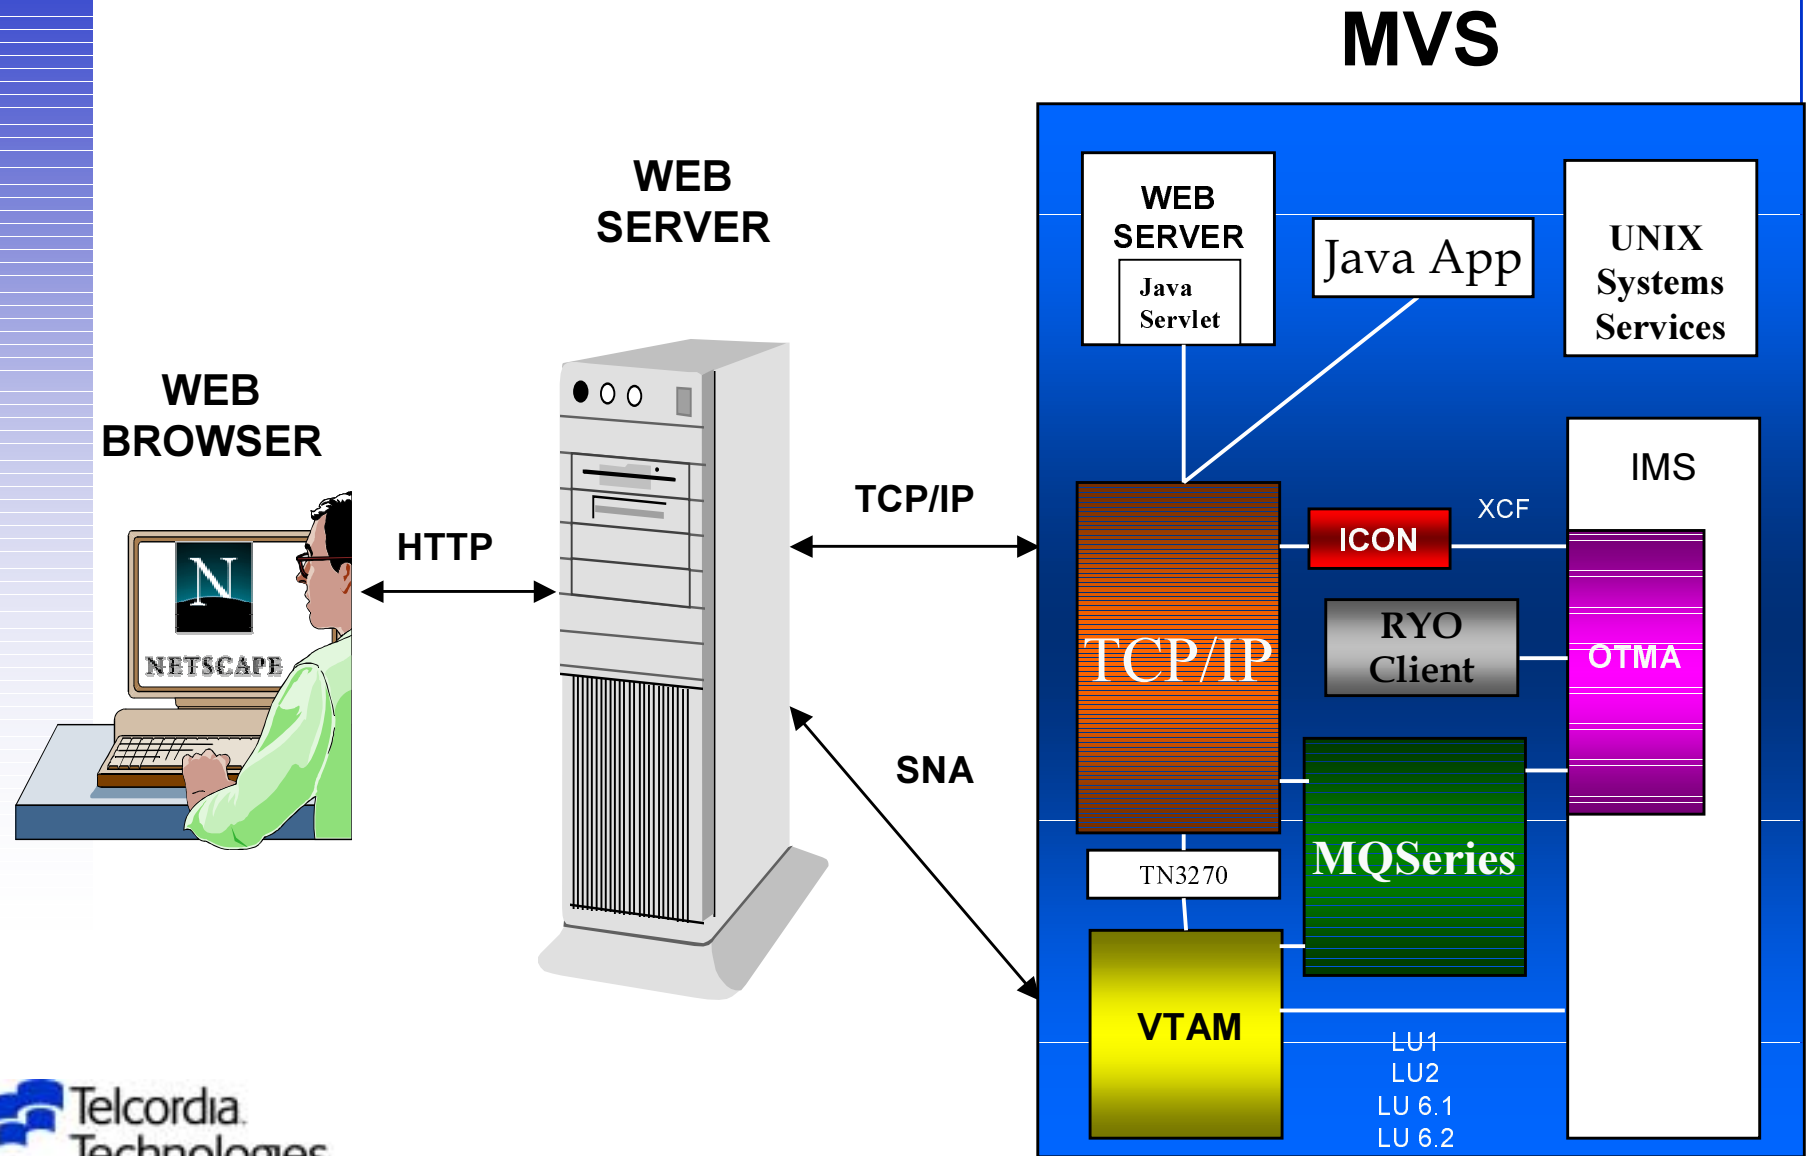 MVS
WEB
SERVER
WEB
BROWSER
HTTP
N
NETSCAPE
TCP/IP
SNA
WEB
SERVER
Java
Servlet
Java App
UNIX
Systems
Services
IMS
XCF
ICON
RYO
Client
OTMA
TCP/IP
MQSeries
TN3270
VTAM
LU1
LU2
LU 6.1
LU 6.2
Telcordia.
Technologies